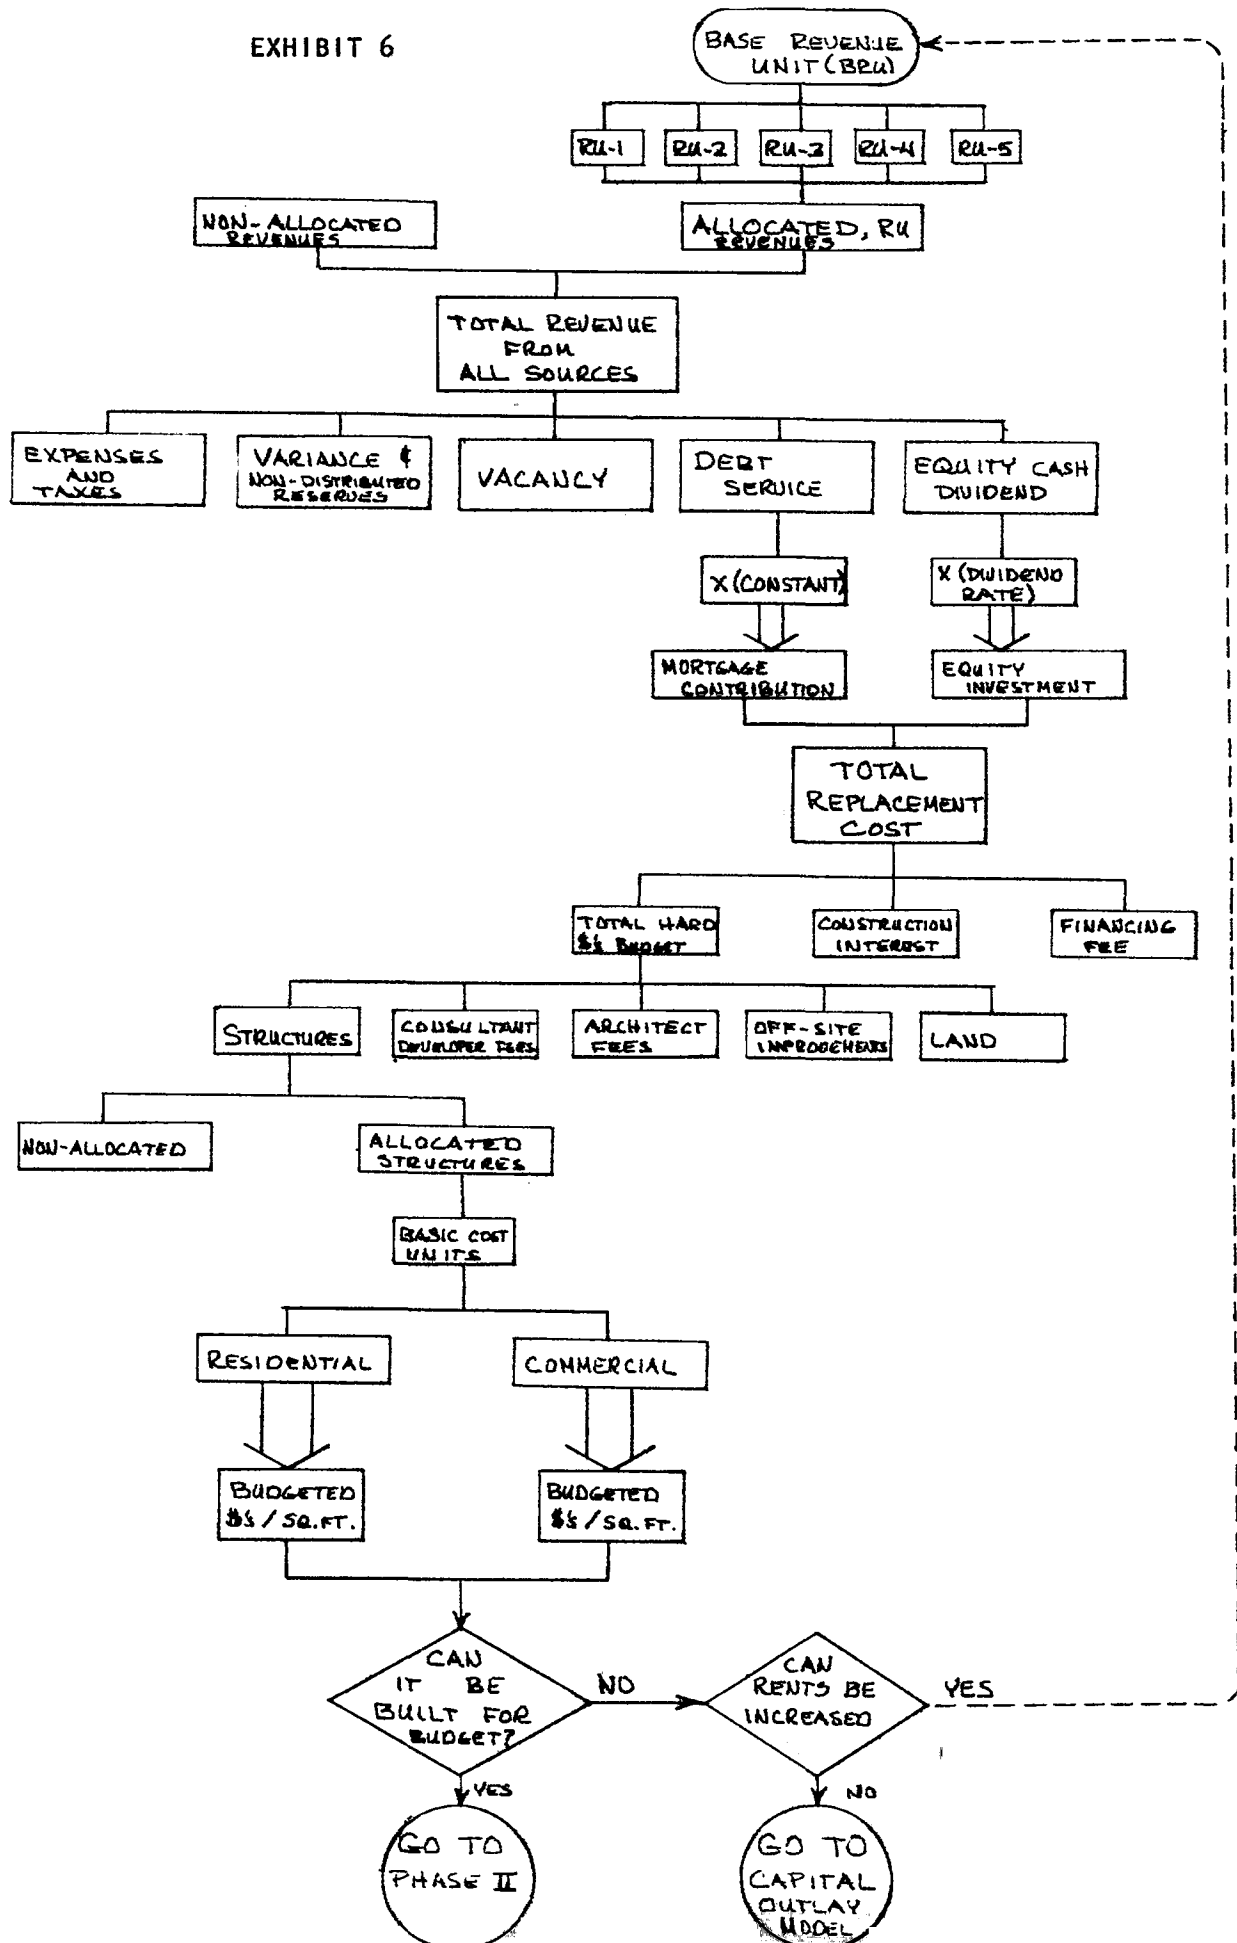 EXHIBIT 6
BASE REVENUE
UNIT (BRU)
RU-1
RU-2
RU-3
RU-4
RU-5
NON-ALLOCATED
REVENUES
ALLOCATED, RU
REVENUES
TOTAL REVENUE
FROM
ALL SOURCES
EXPENSES
AND
TAXES
VARIANCE &
NON-DISTRIBUTED
RESERVES
VACANCY
DEBT
SERVICE
EQUITY CASH
DIVIDEND
X (CONSTANT)
X (DIVIDEND
RATE)
MORTGAGE
CONTRIBUTION
EQUITY
INVESTMENT
TOTAL
REPLACEMENT
COST
TOTAL HARD
$'s BUDGET
CONSTRUCTION
INTEREST
FINANCING
FEE
STRUCTURES
CONSULTANT
DEVELOPER FEES
ARCHITECT
FEES
OFF-SITE
IMPROVEMENTS
LAND
NON-ALLOCATED
ALLOCATED
STRUCTURES
BASIC COST
UNITS
RESIDENTIAL
COMMERCIAL
BUDGETED
$'s / SQ.FT.
BUDGETED
$'s / SQ.FT.
CAN
IT BE
BUILT FOR
BUDGET?
NO
CAN
RENTS BE
INCREASED
YES
YES
NO
GO TO
PHASE II
GO TO
CAPITAL
OUTLAY
MODEL